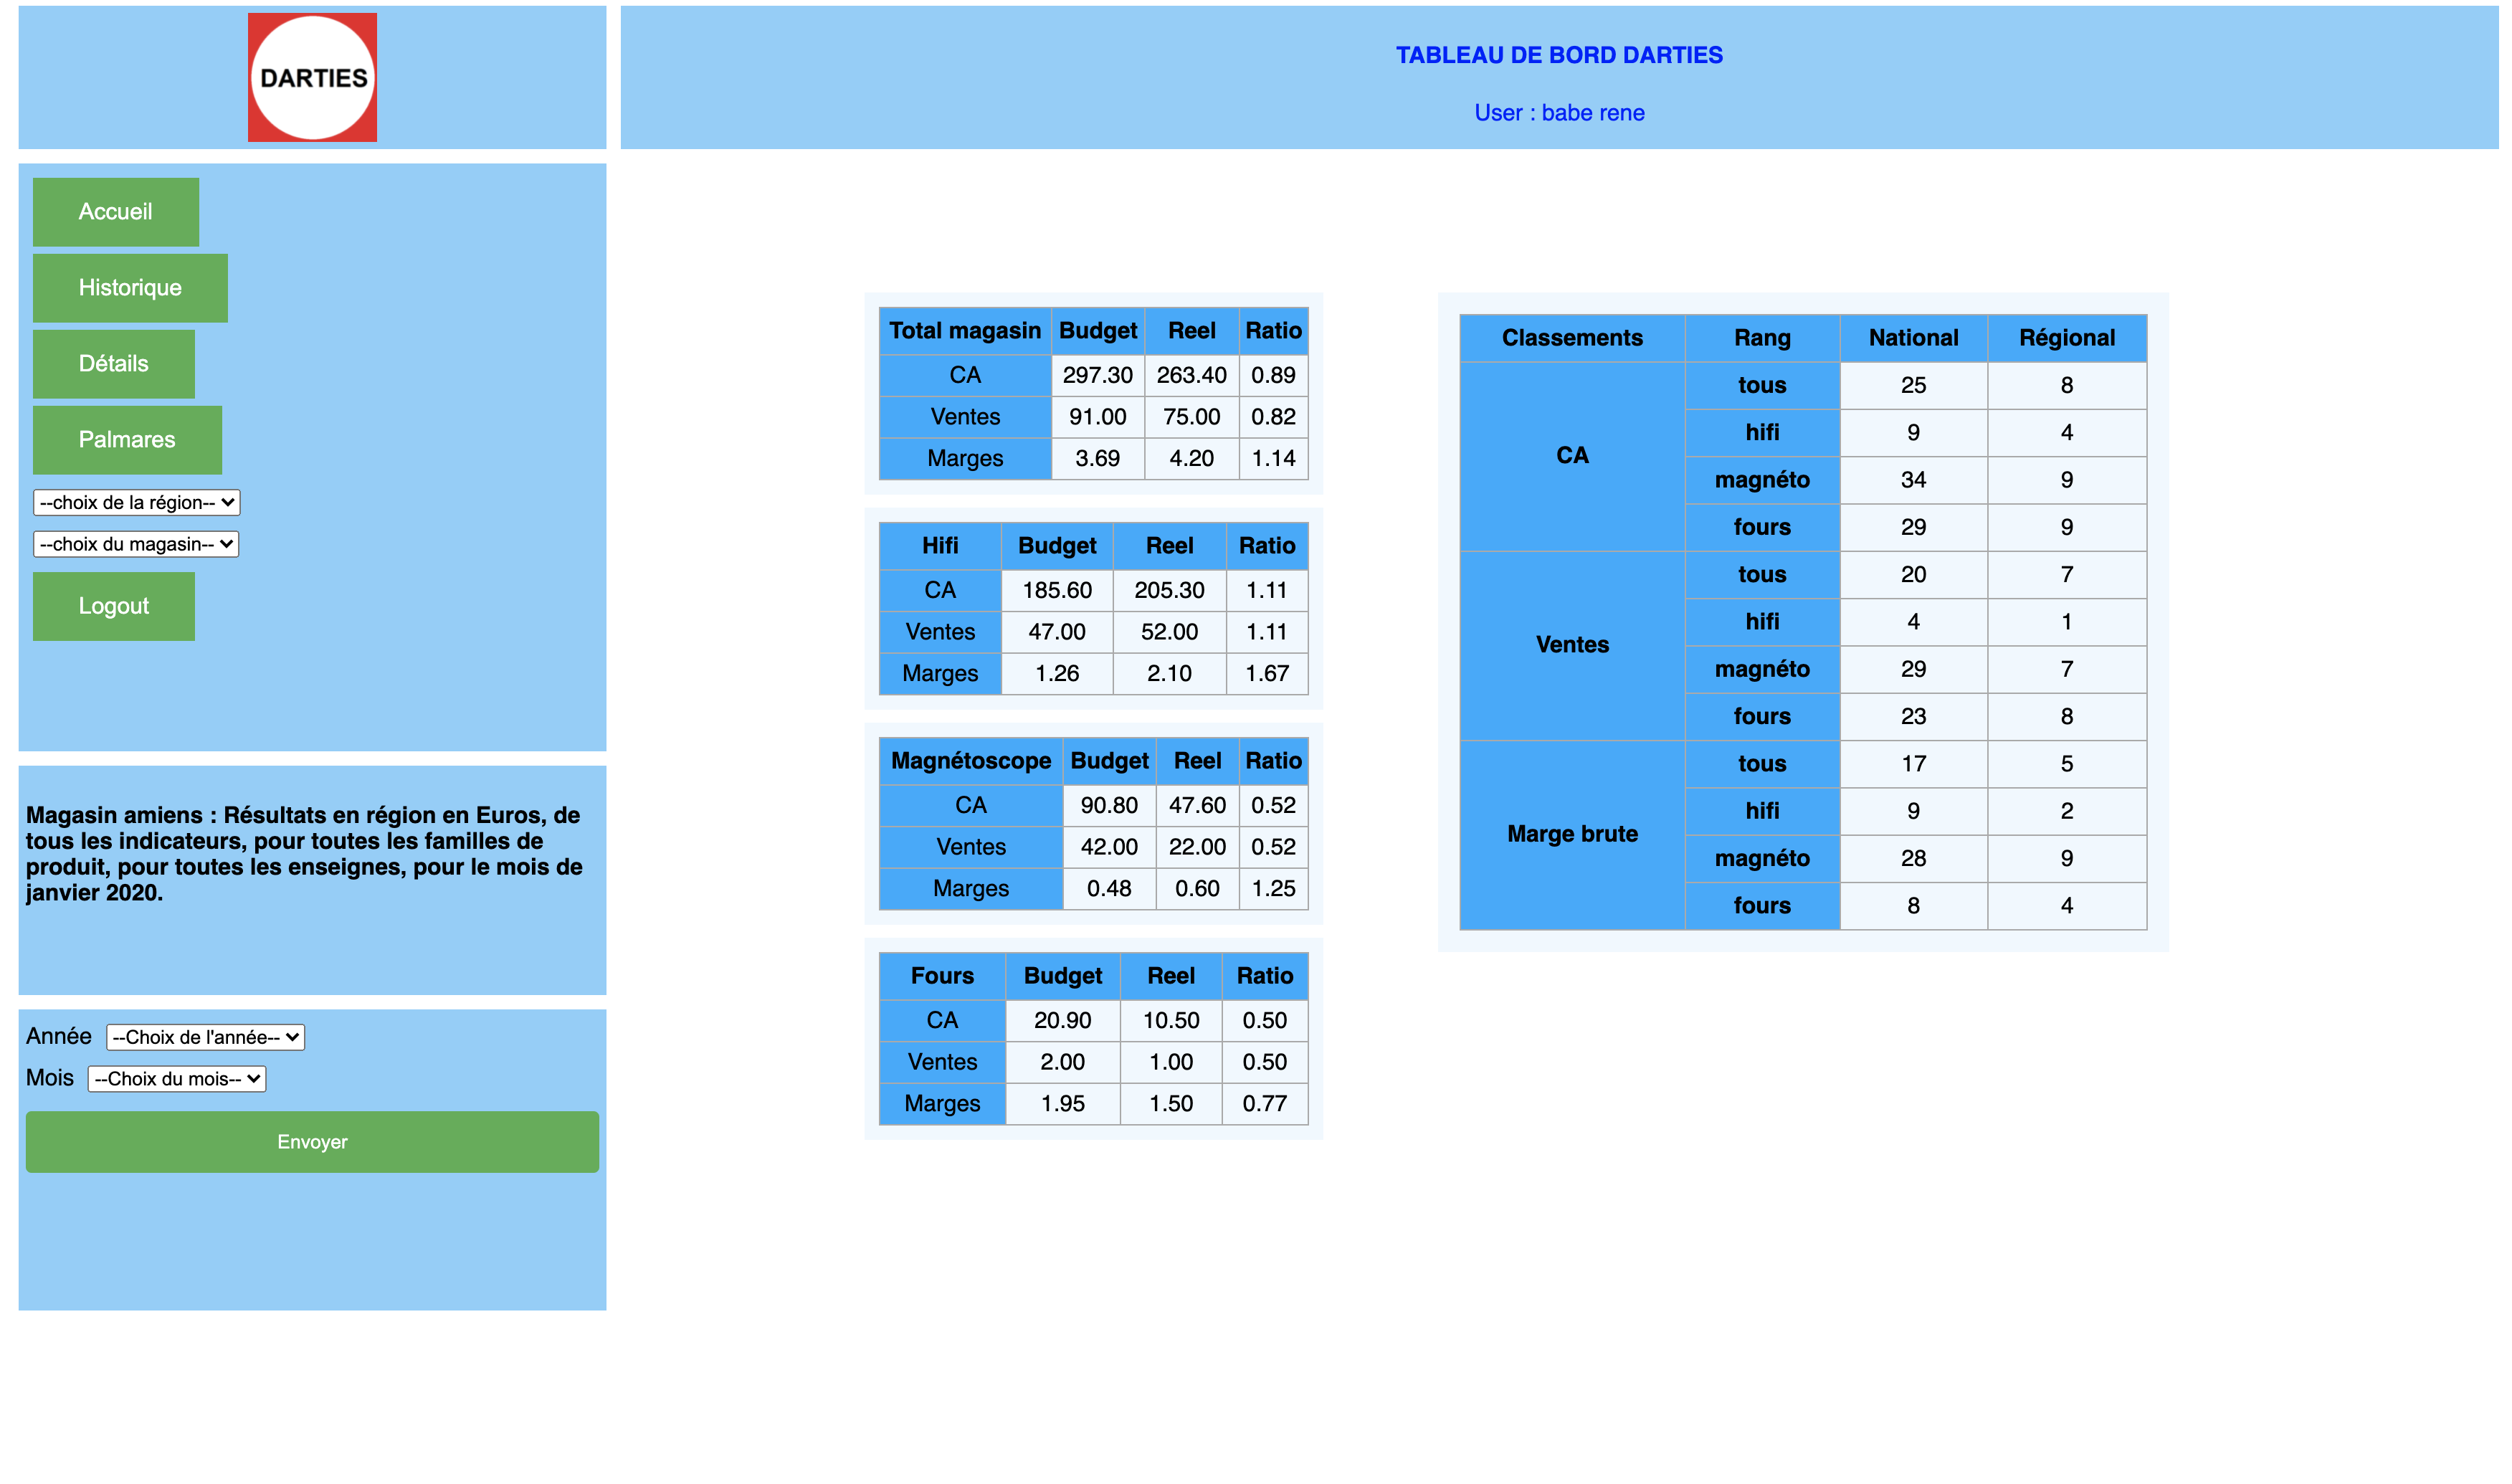 DARTIES
TABLEAU DE BORD DARTIES
User : babe rene
Accueil
Historique
Détails
Palmares
--choix de la région--
--choix du magasin--
Logout
Magasin amiens : Résultats en région en Euros, de
tous les indicateurs, pour toutes les familles de
produit, pour toutes les enseignes, pour le mois de
janvier 2020.
Année --Choix de l'année--
Mois --Choix du mois--
Envoyer
Total magasin Budget Reel Ratio
CA 297.30 263.40 0.89
Ventes 91.00 75.00 0.82
Marges 3.69 4.20 1.14
Hifi Budget Reel Ratio
CA 185.60 205.30 1.11
Ventes 47.00 52.00 1.11
Marges 1.26 2.10 1.67
Magnétoscope Budget Reel Ratio
CA 90.80 47.60 0.52
Ventes 42.00 22.00 0.52
Marges 0.48 0.60 1.25
Fours Budget Reel Ratio
CA 20.90 10.50 0.50
Ventes 2.00 1.00 0.50
Marges 1.95 1.50 0.77
Classements Rang National Régional
CA
tous 25 8
hifi 9 4
magnéto 34 9
fours 29 9
Ventes
tous 20 7
hifi 4 1
magnéto 29 7
fours 23 8
Marge brute
tous 17 5
hifi 9 2
magnéto 28 9
fours 8 4